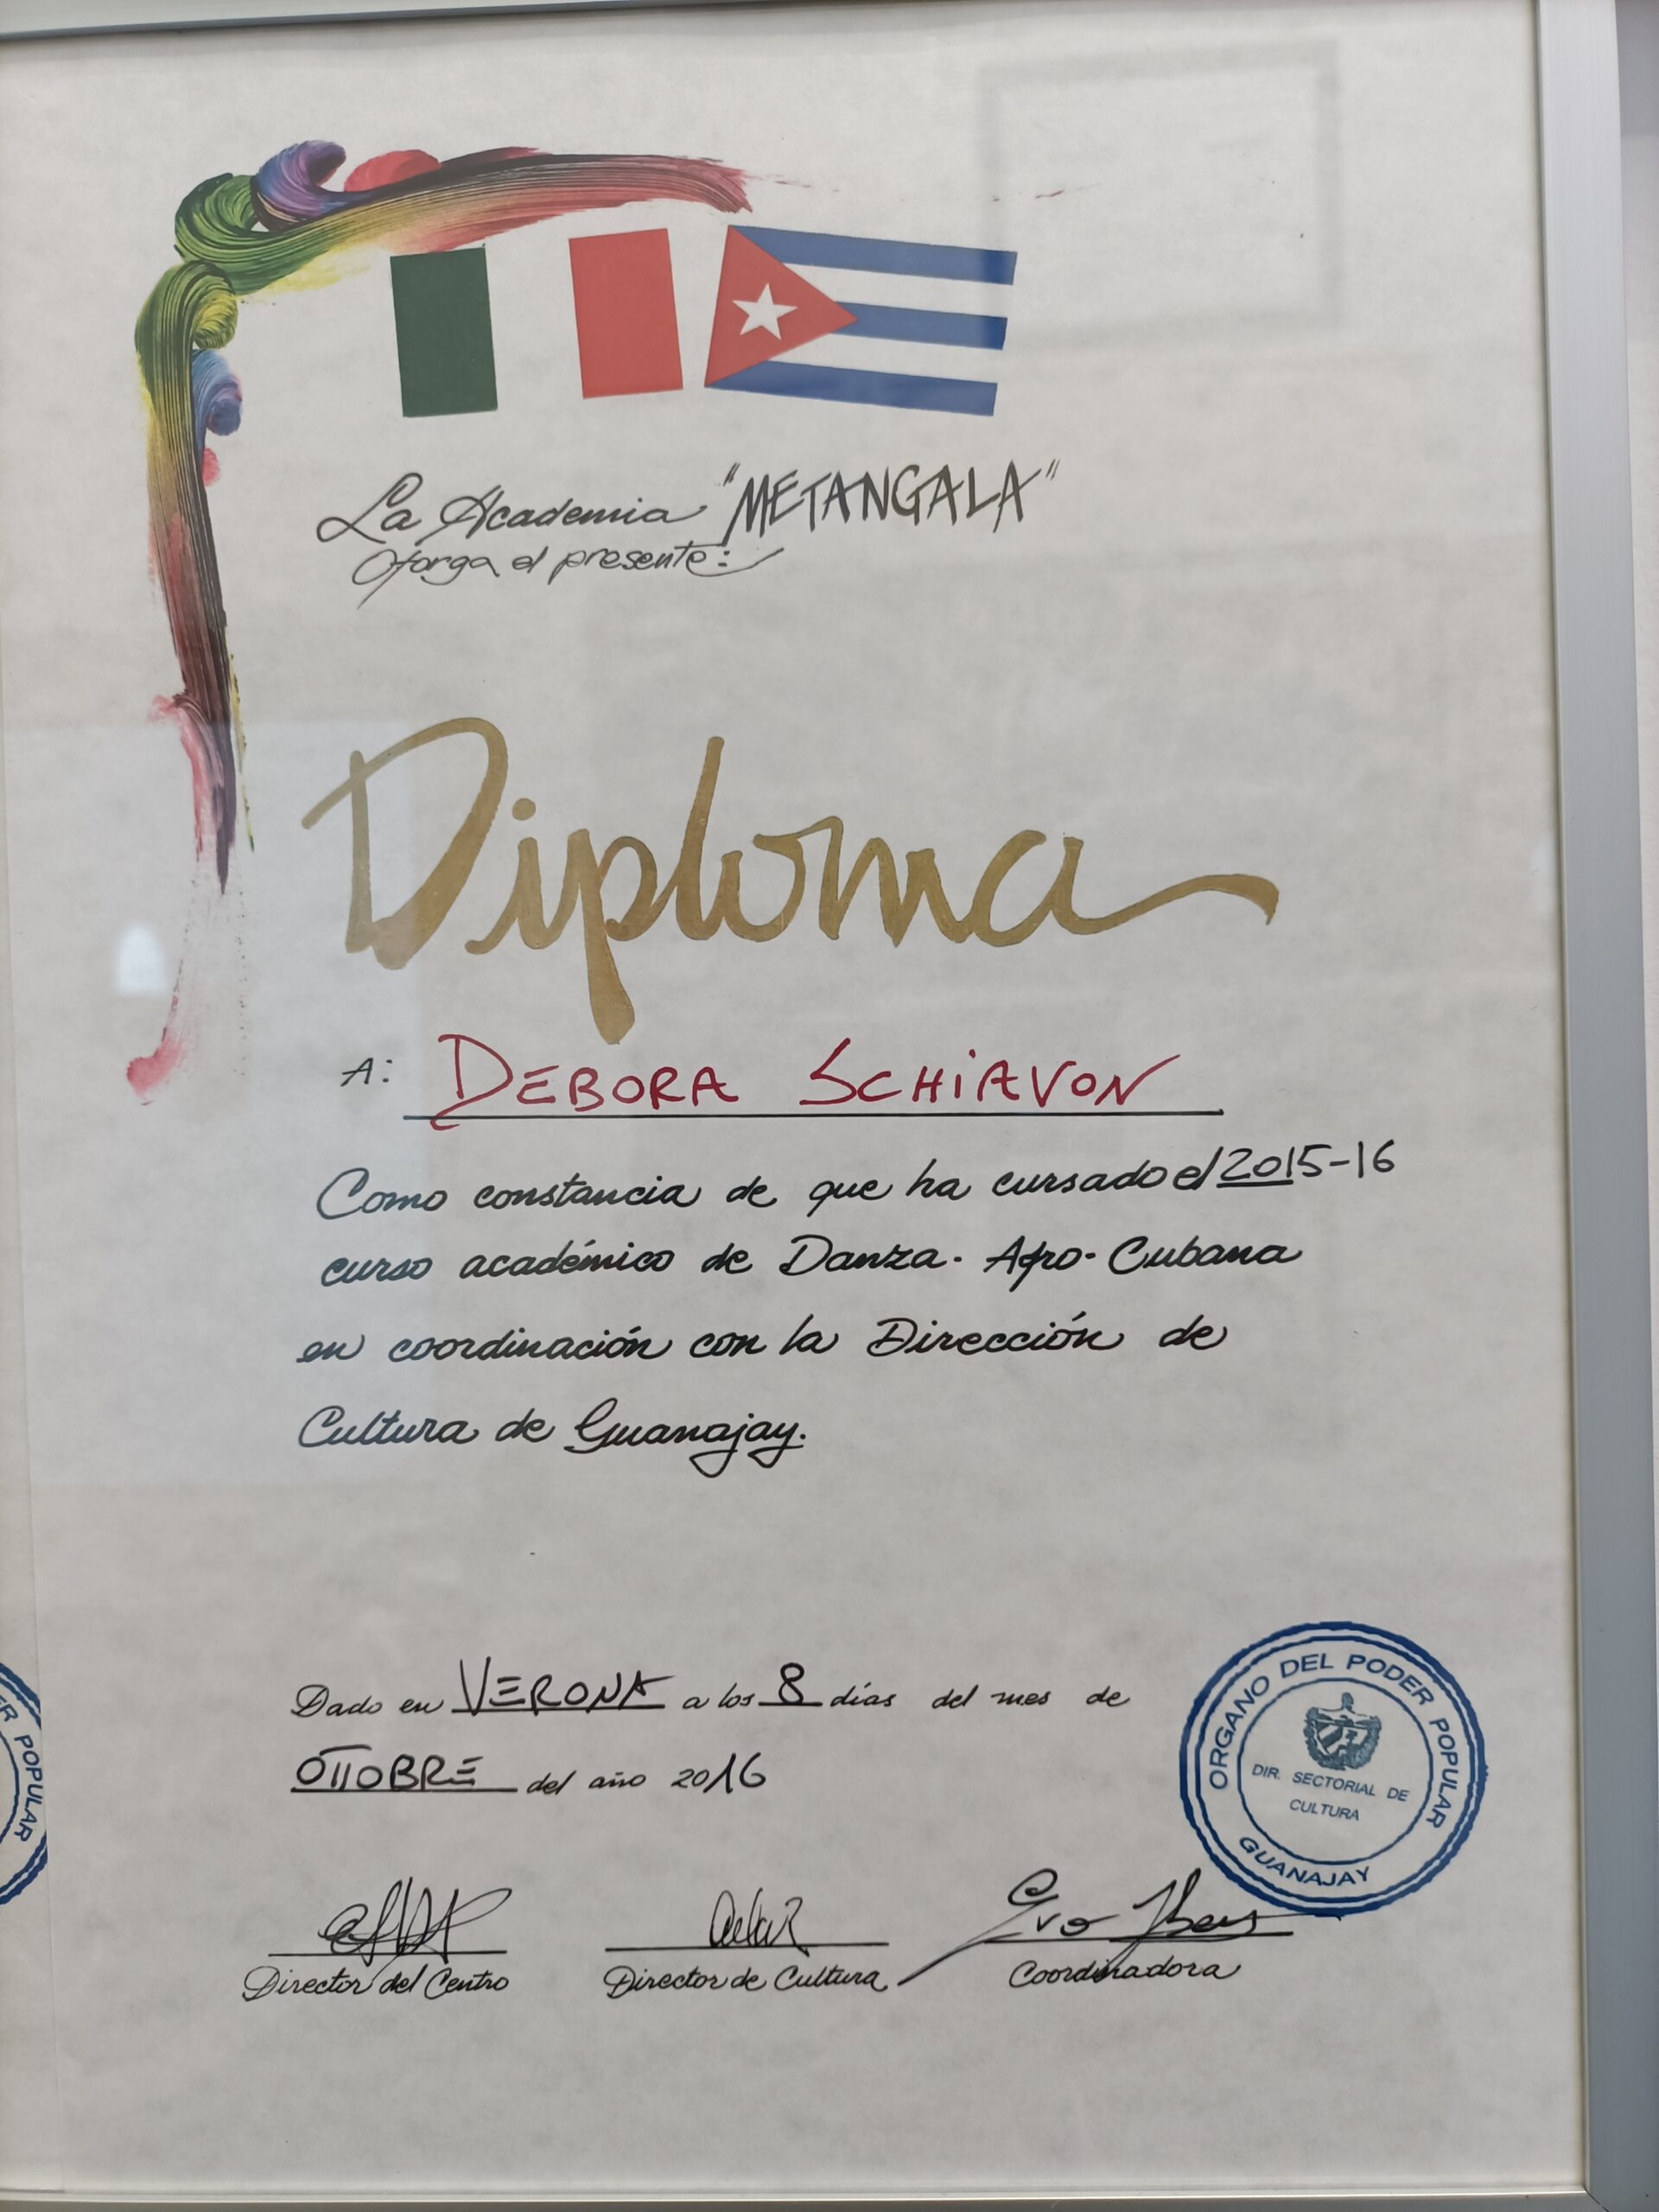 La Academia "METANGALA"
Otorga el presente:
Diploma
A: DEBORA SCHIAVON
Como constancia de que ha cursado el 2015-16
curso académico de Danza. Afro-Cubana
en coordinación con la Dirección de
Cultura de Guanajay.
Dado en VERONA a los 8 días del mes de
OTTOBRE del año 2016
ORGANO DEL PODER POPULAR
DIR. SECTORIAL DE
CULTURA
GUANAJAY
Director del Centro
Director de Cultura
Coordinadora
ER POPULAR